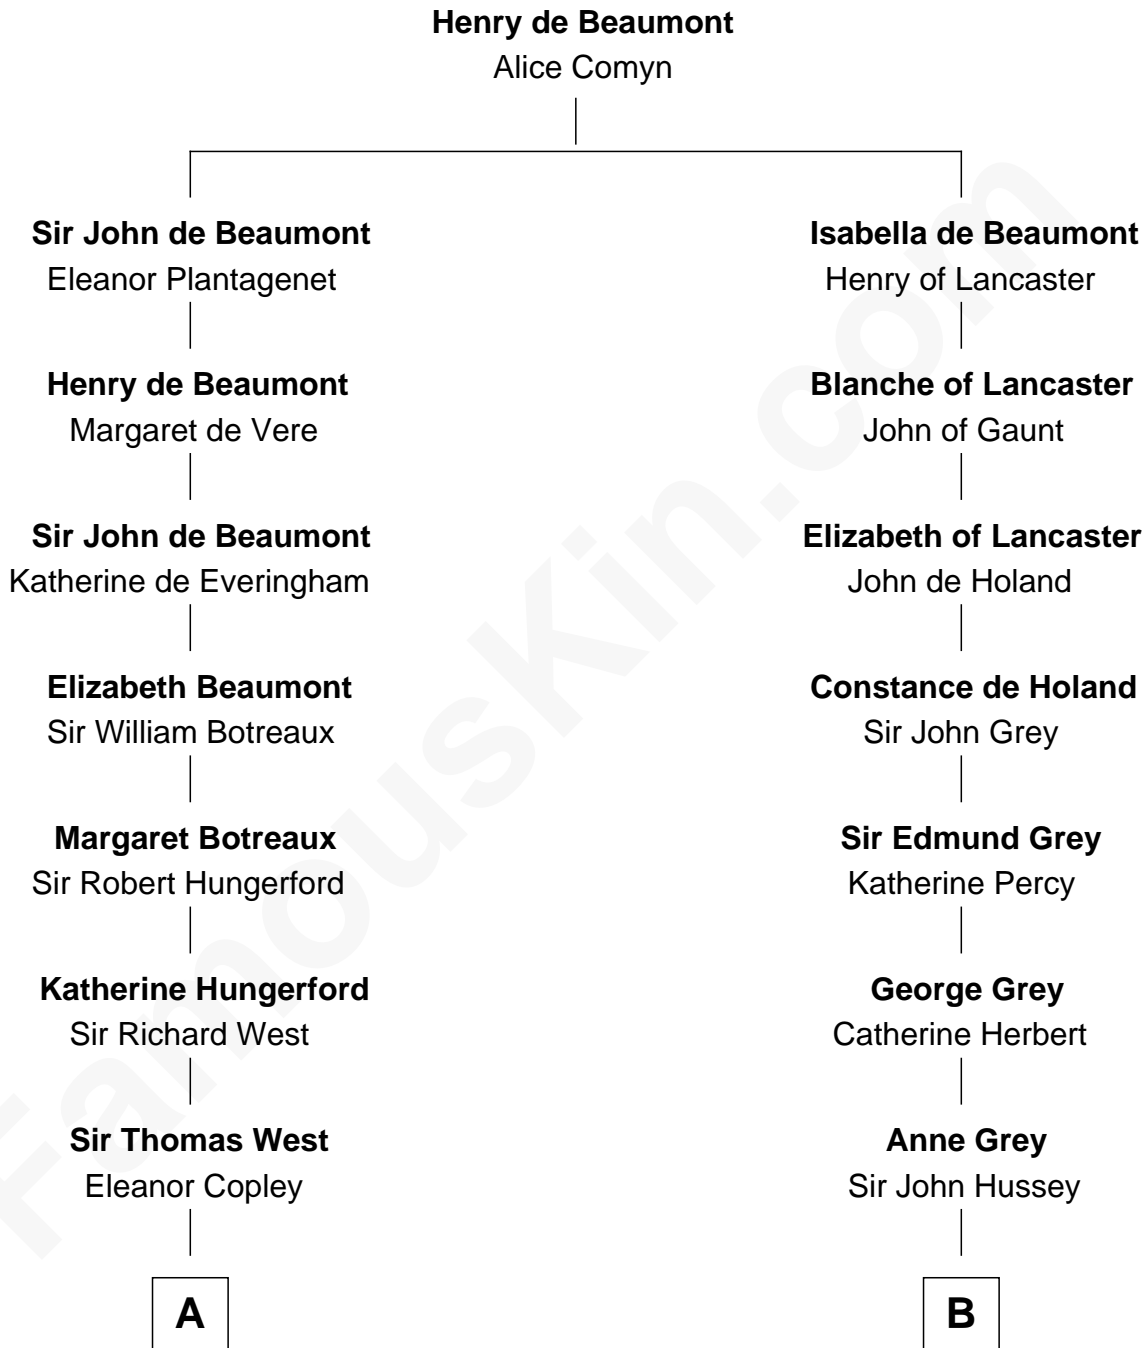 Henry de Beaumont
Alice Comyn
Sir John de Beaumont
Eleanor Plantagenet
Henry de Beaumont
Margaret de Vere
Sir John de Beaumont
Katherine de Everingham
Elizabeth Beaumont
Sir William Botreaux
Margaret Botreaux
Sir Robert Hungerford
Katherine Hungerford
Sir Richard West
Sir Thomas West
Eleanor Copley
A
Isabella de Beaumont
Henry of Lancaster
Blanche of Lancaster
John of Gaunt
Elizabeth of Lancaster
John de Holand
Constance de Holand
Sir John Grey
Sir Edmund Grey
Katherine Percy
George Grey
Catherine Herbert
Anne Grey
Sir John Hussey
B
FamousKin.com